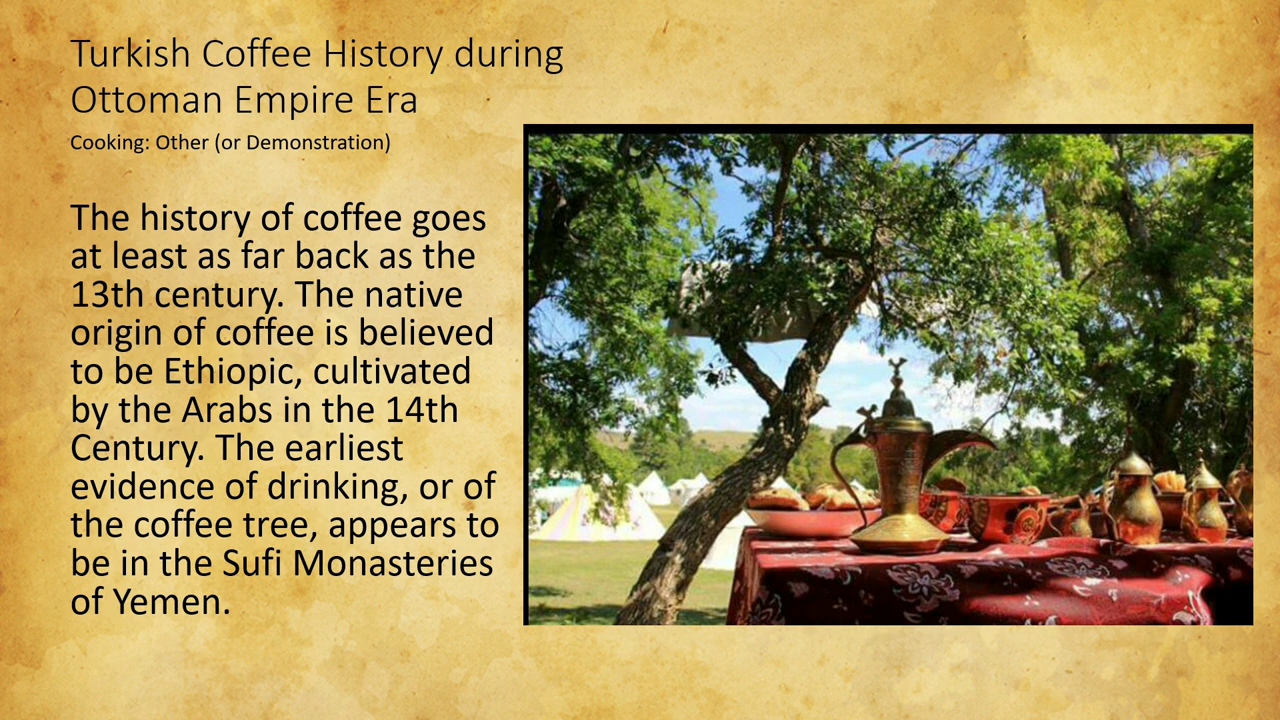 Turkish Coffee History during
Ottoman Empire Era
Cooking: Other (or Demonstration)
The history of coffee goes
at least as far back as the
13th century. The native
origin of coffee is believed
to be Ethiopic, cultivated
by the Arabs in the 14th
Century. The earliest
evidence of drinking, or of
the coffee tree, appears to
be in the Sufi Monasteries
of Yemen.